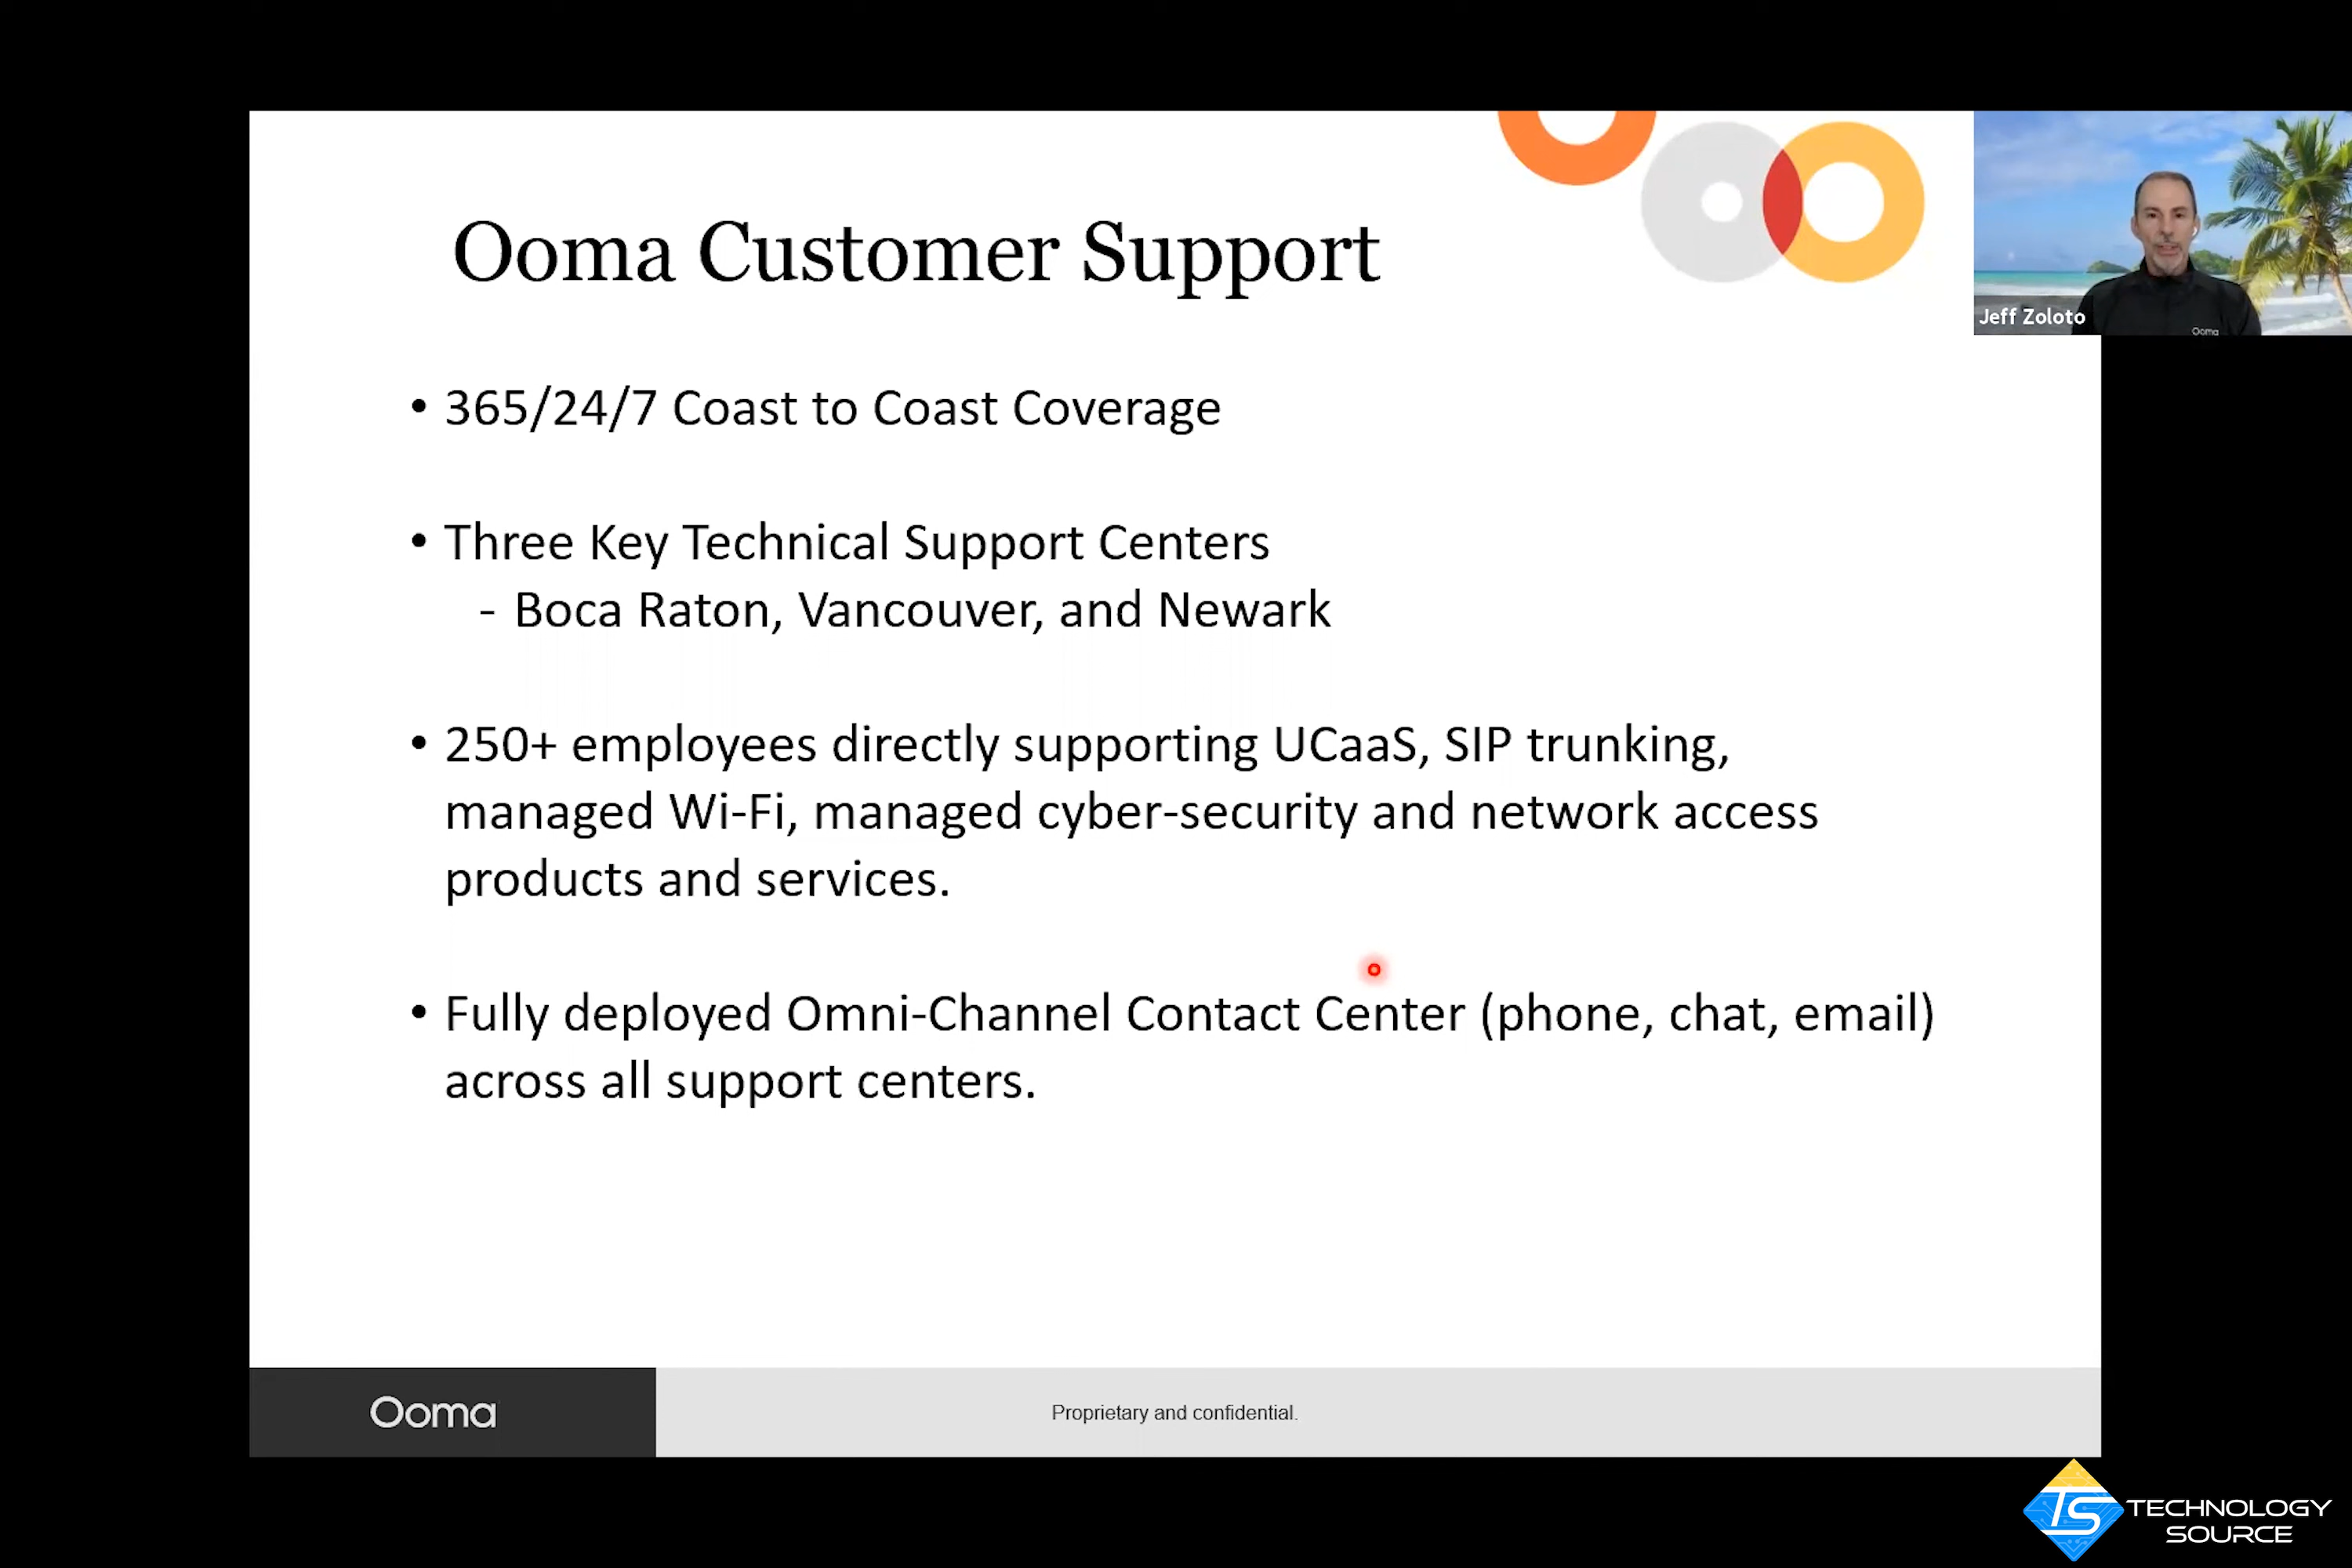 Ooma Customer Support
Jeff Zoloto
Ooma
• 365/24/7 Coast to Coast Coverage
• Three Key Technical Support Centers
- Boca Raton, Vancouver, and Newark
• 250+ employees directly supporting UCaaS, SIP trunking,
managed Wi-Fi, managed cyber-security and network access
products and services.
• Fully deployed Omni-Channel Contact Center (phone, chat, email)
across all support centers.
Ooma
Proprietary and confidential.
TS
TECHNOLOGY
SOURCE